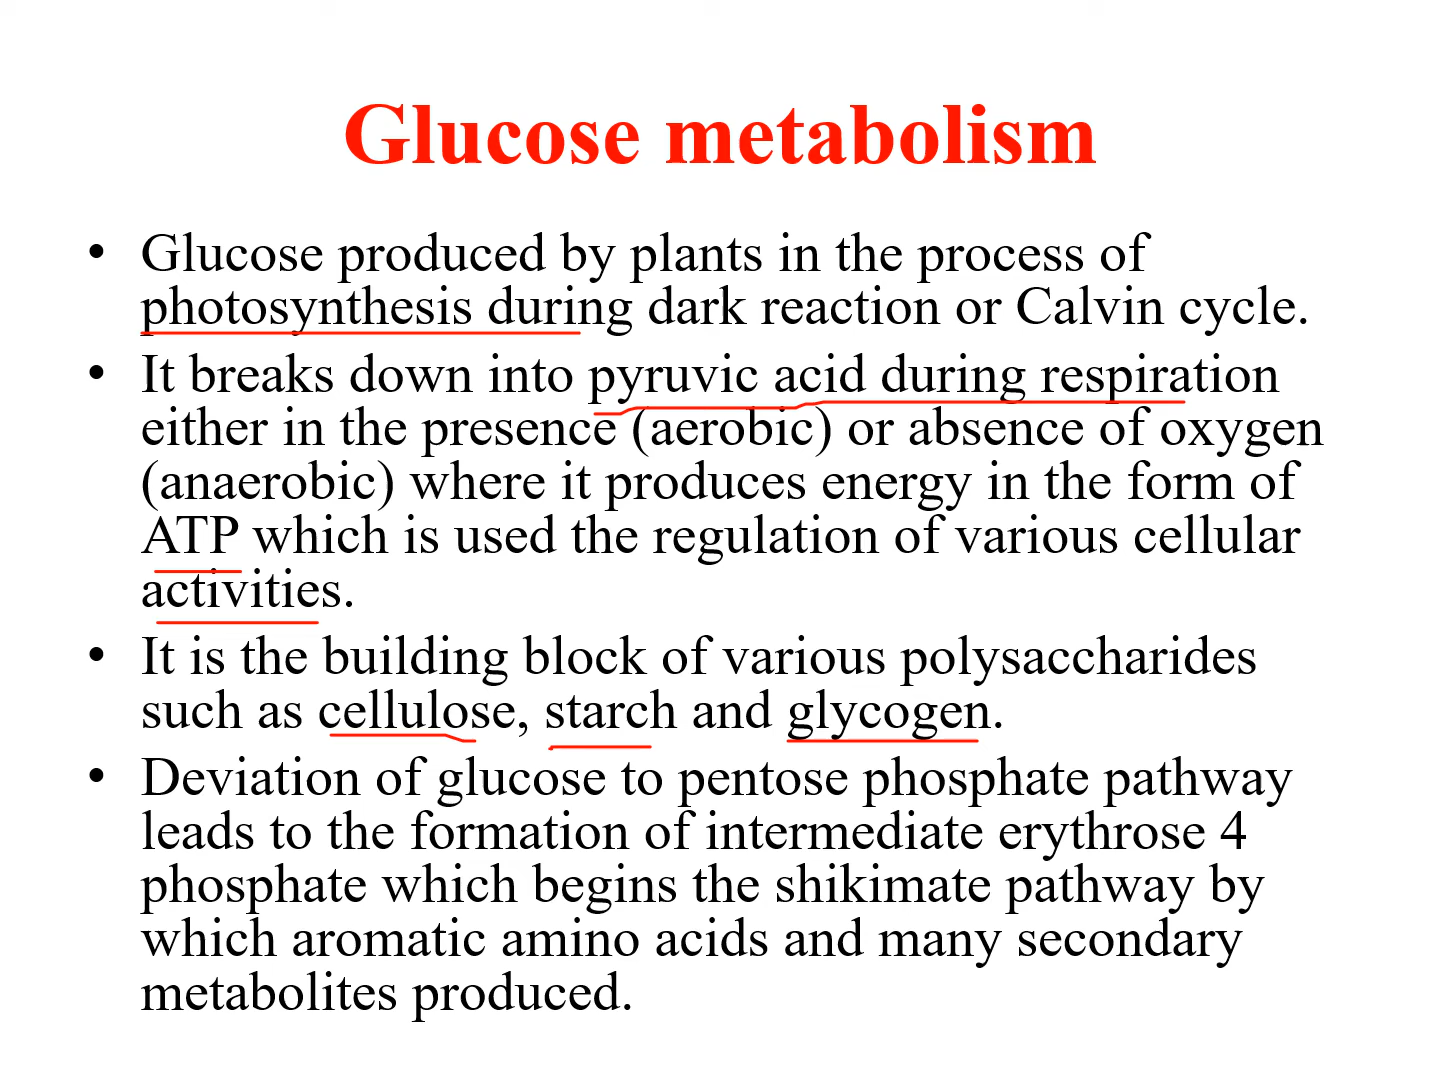 Glucose metabolism
• Glucose produced by plants in the process of
photosynthesis during dark reaction or Calvin cycle.
• It breaks down into pyruvic acid during respiration
either in the presence (aerobic) or absence of oxygen
(anaerobic) where it produces energy in the form of
ATP which is used the regulation of various cellular
activities.
• It is the building block of various polysaccharides
such as cellulose, starch and glycogen.
• Deviation of glucose to pentose phosphate pathway
leads to the formation of intermediate erythrose 4
phosphate which begins the shikimate pathway by
which aromatic amino acids and many secondary
metabolites produced.